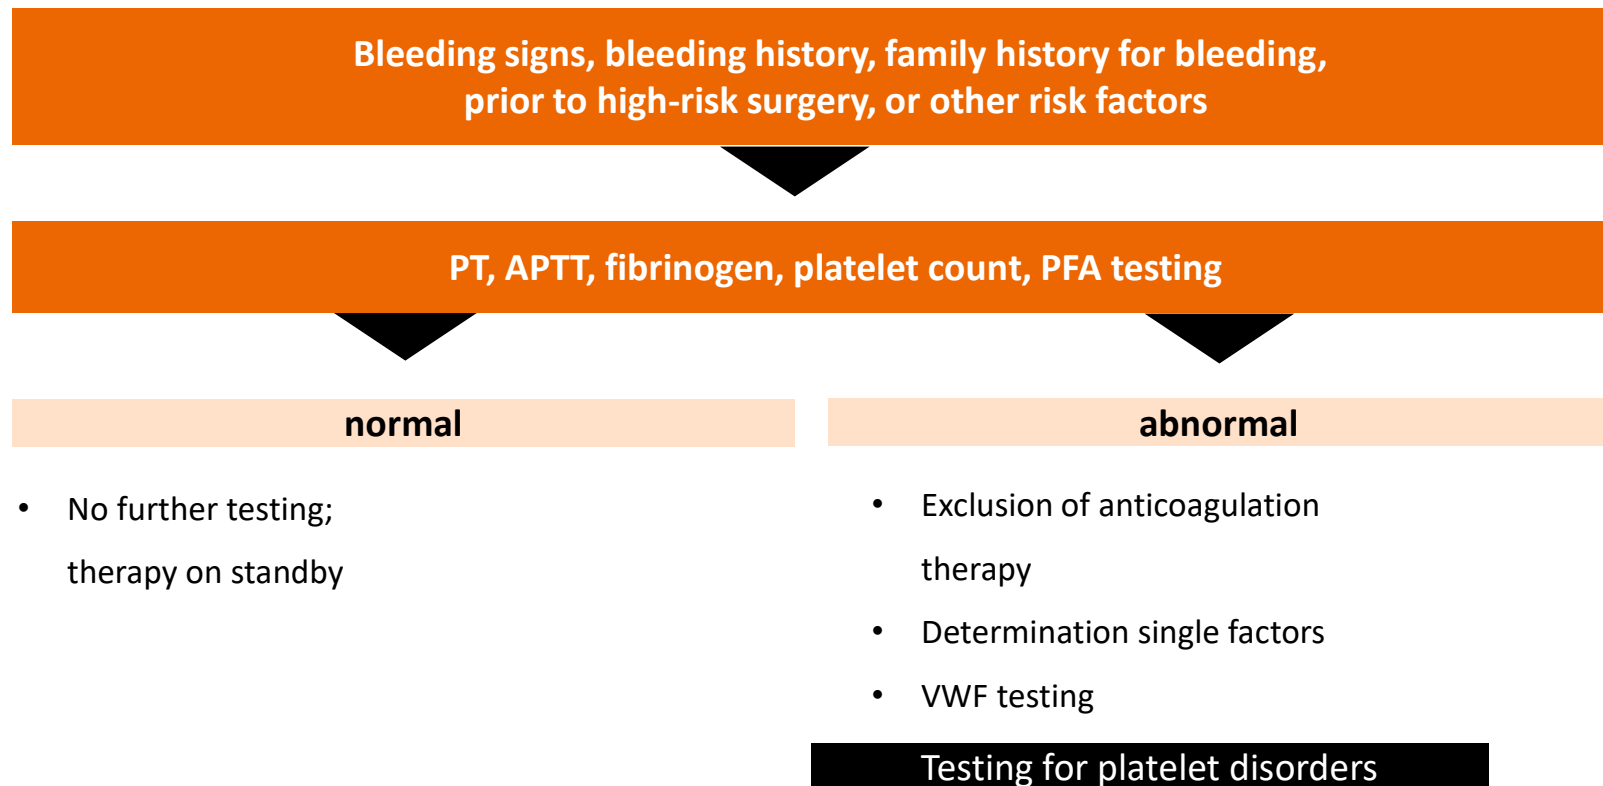 Bleeding signs, bleeding history, family history for bleeding,
prior to high-risk surgery, or other risk factors
PT, APTT, fibrinogen, platelet count, PFA testing
normal
• No further testing;
therapy on standby
abnormal
• Exclusion of anticoagulation
therapy
• Determination single factors
• VWF testing
Testing for platelet disorders